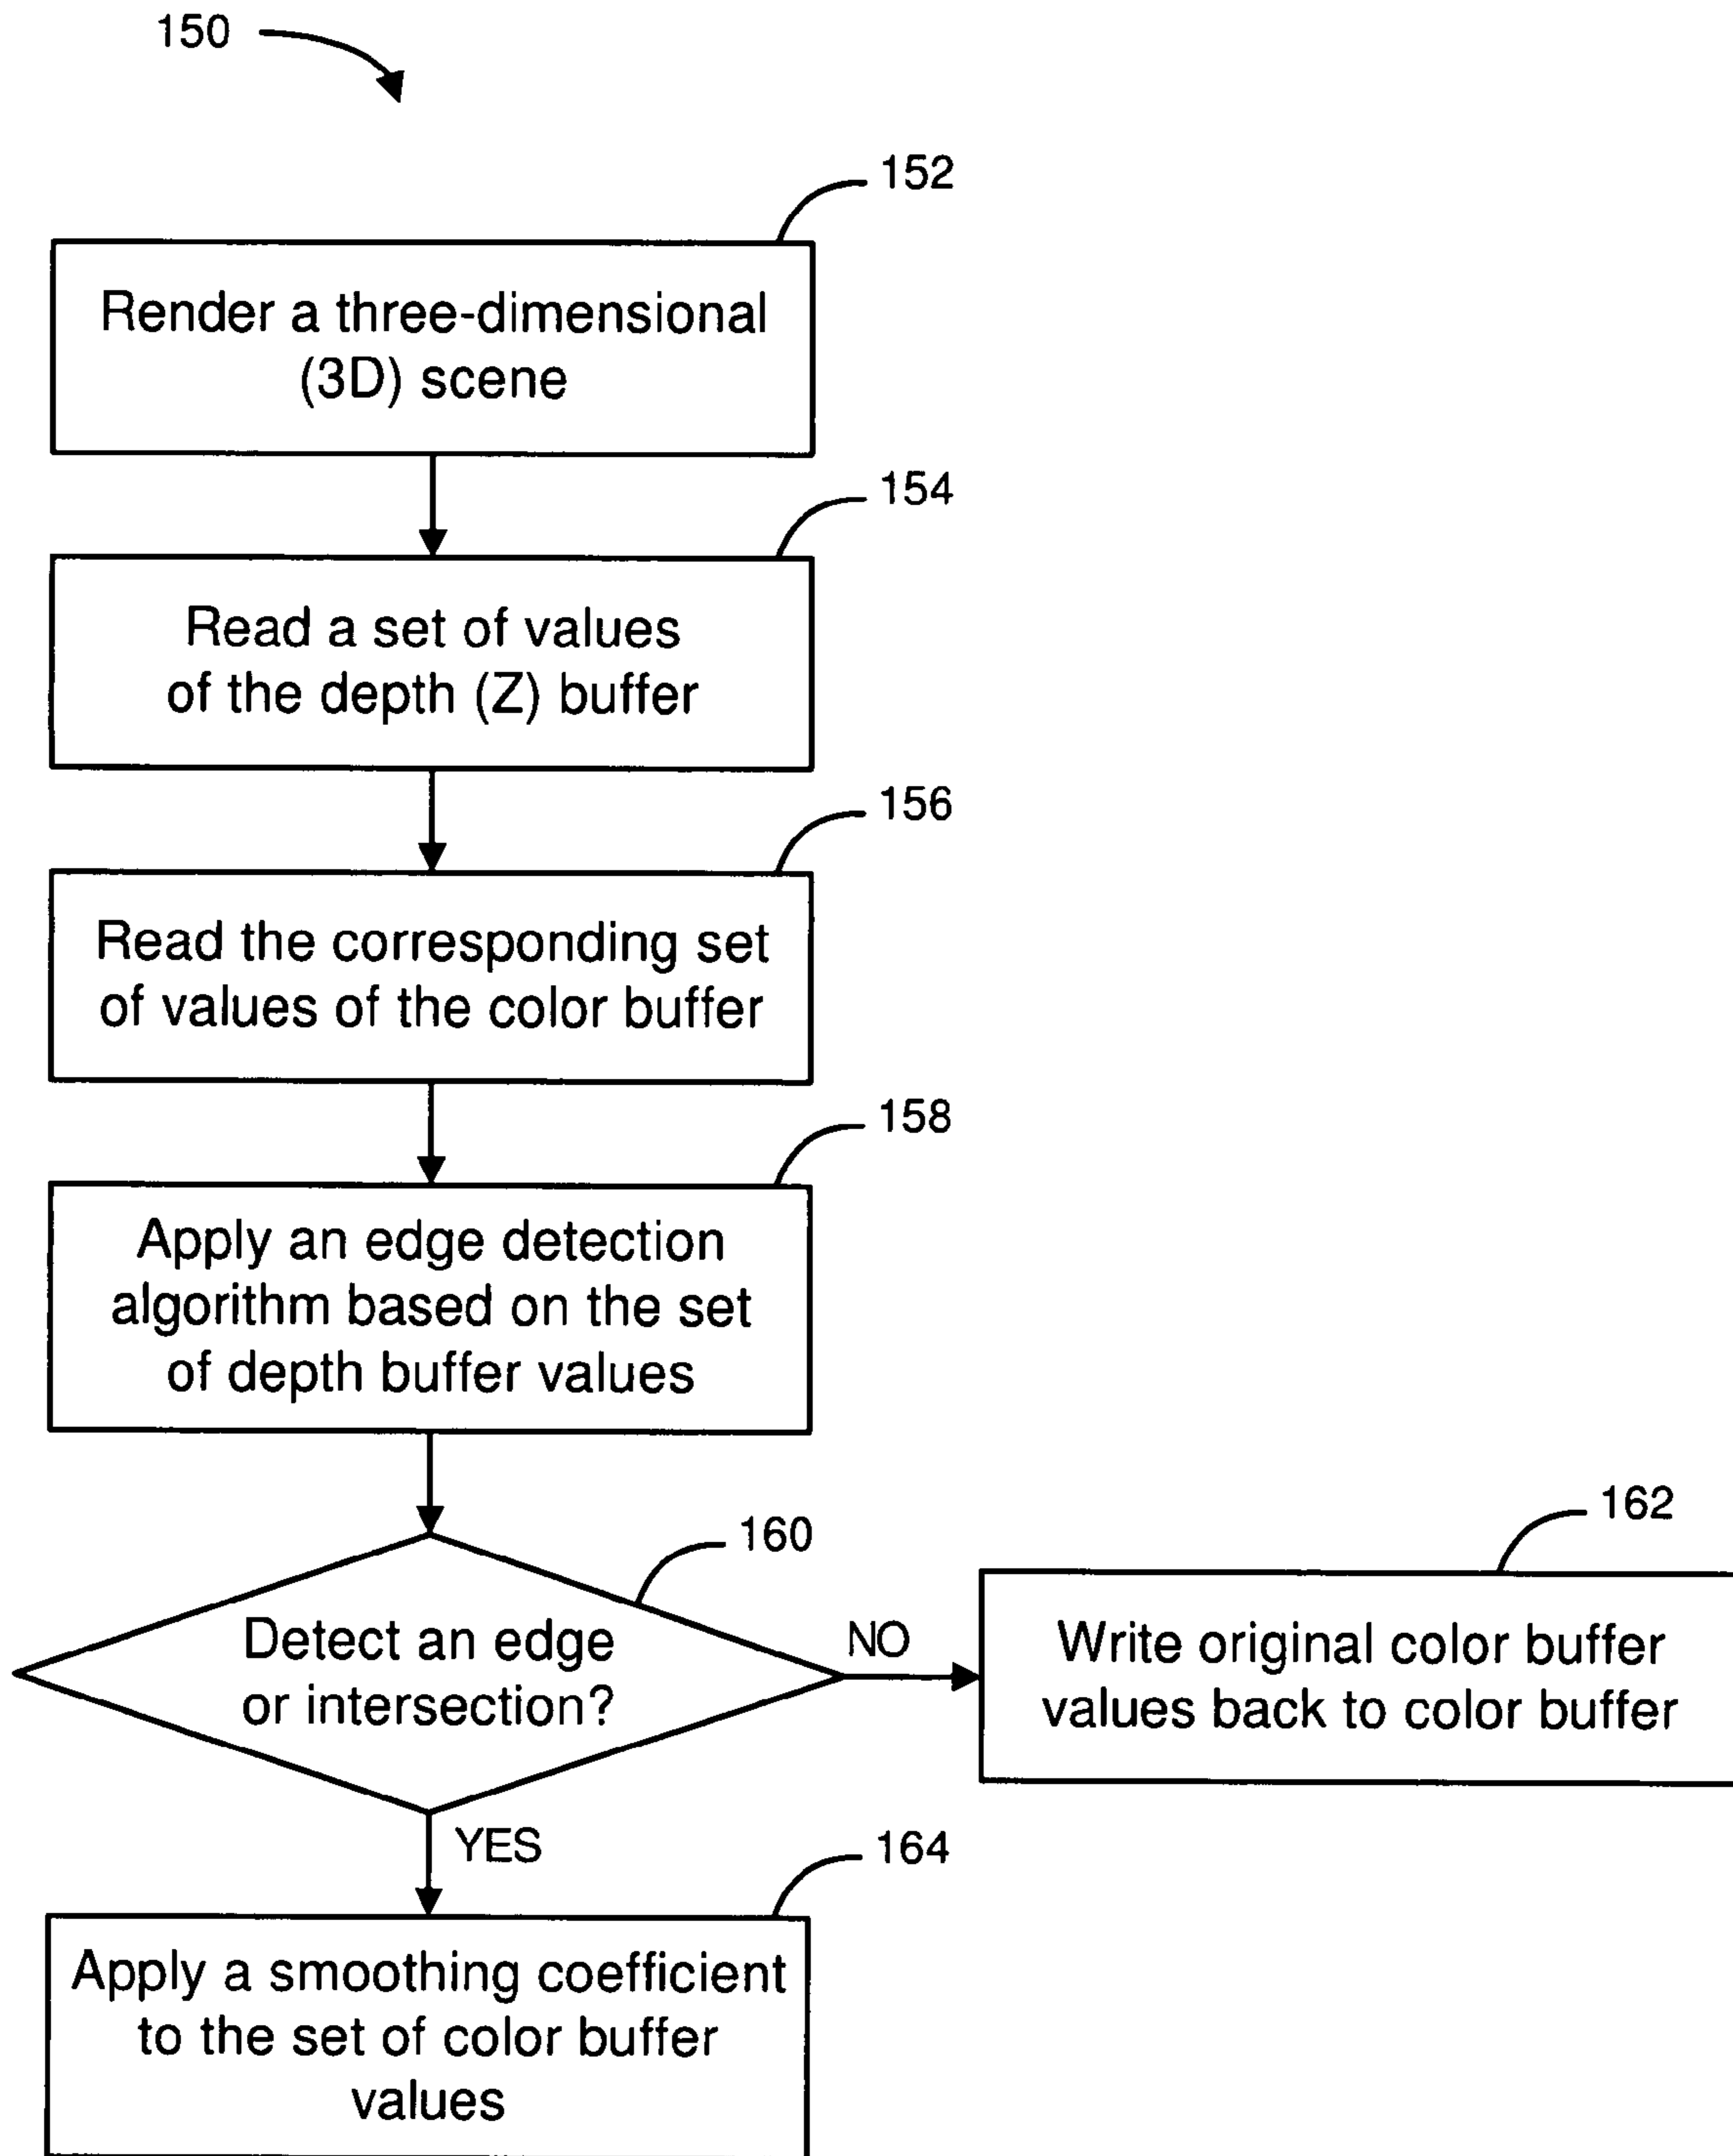 150
152
Render a three-dimensional
(3D) scene
154
Read a set of values
of the depth (Z) buffer
156
Read the corresponding set
of values of the color buffer
158
Apply an edge detection
algorithm based on the set
of depth buffer values
160
Detect an edge
or intersection?
NO
162
Write original color buffer
values back to color buffer
YES
164
Apply a smoothing coefficient
to the set of color buffer
values